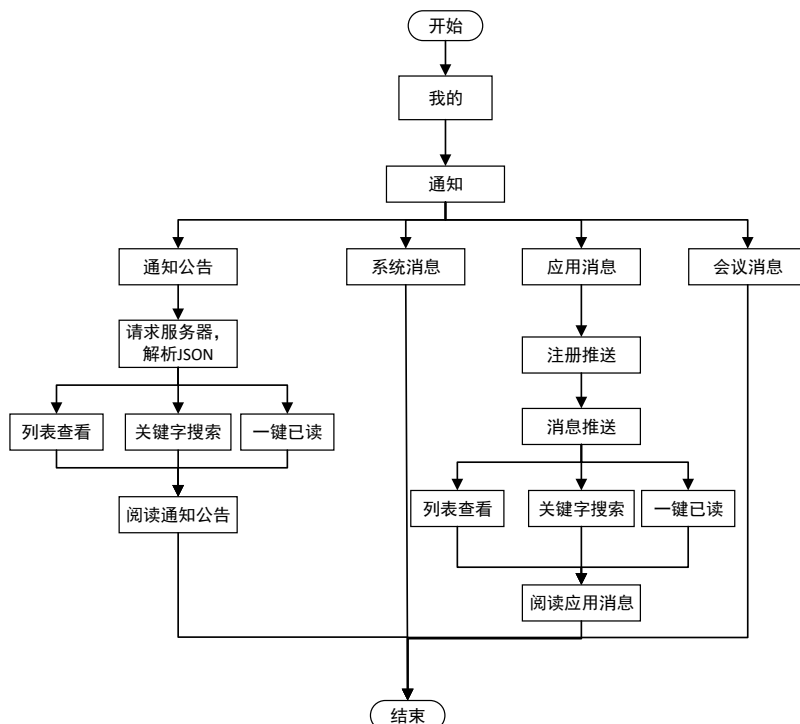 开始
我的
通知
通知公告
系统消息
应用消息
会议消息
请求服务器，
解析JSON
注册推送
列表查看
关键字搜索
一键已读
消息推送
列表查看
关键字搜索
一键已读
阅读通知公告
阅读应用消息
结束